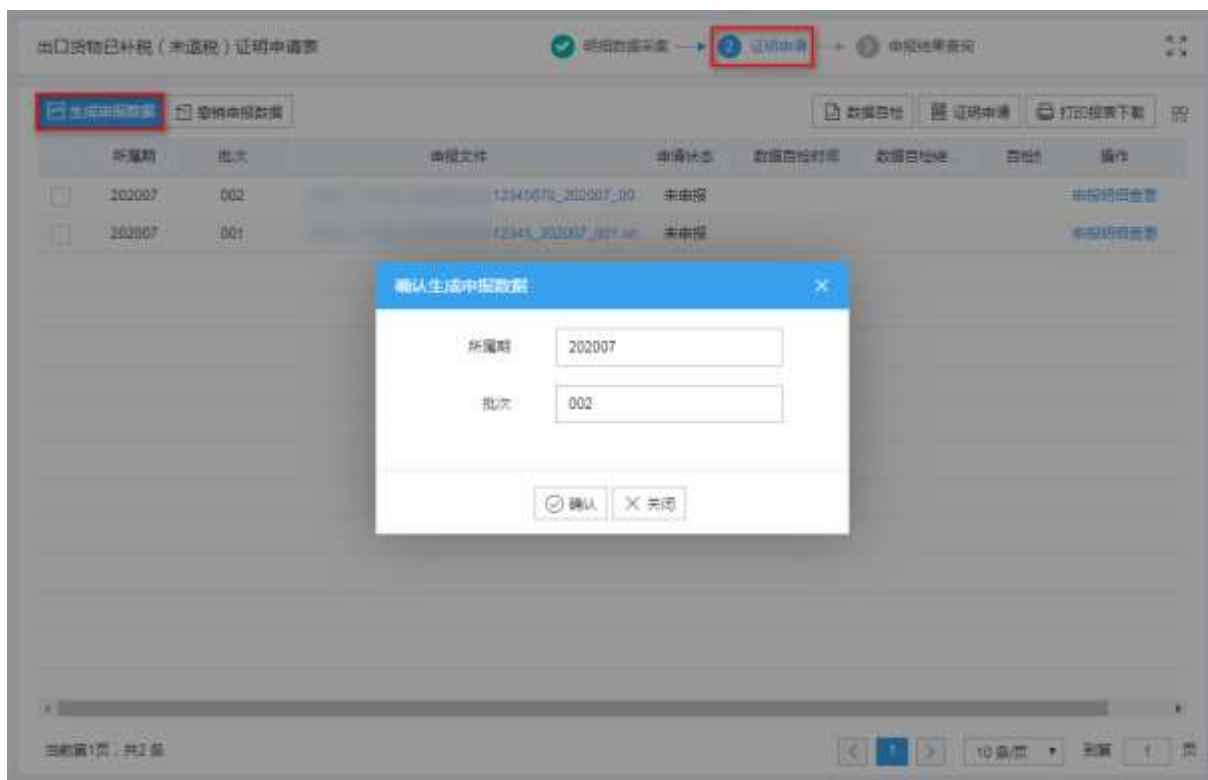 出口货物已补税（未退税）证明申请表
明细数据采集
2 证明申请
3 申报结果查询
生成申报数据 撤销申报数据 数据自检 证明申请 打印报表下载
所属期 批次 申报文件 申请状态 数据自检时间 数据自检结... 操作
202007 002 12345678_202007_00. 未申报 申报明细查看
202007 001 12345_202007_001.xn 未申报 申报明细查看
确认生成申报数据
所属期 202007
批次 002
确认 关闭
当前第1页，共2 条
1 10 条/页 到第 1 页